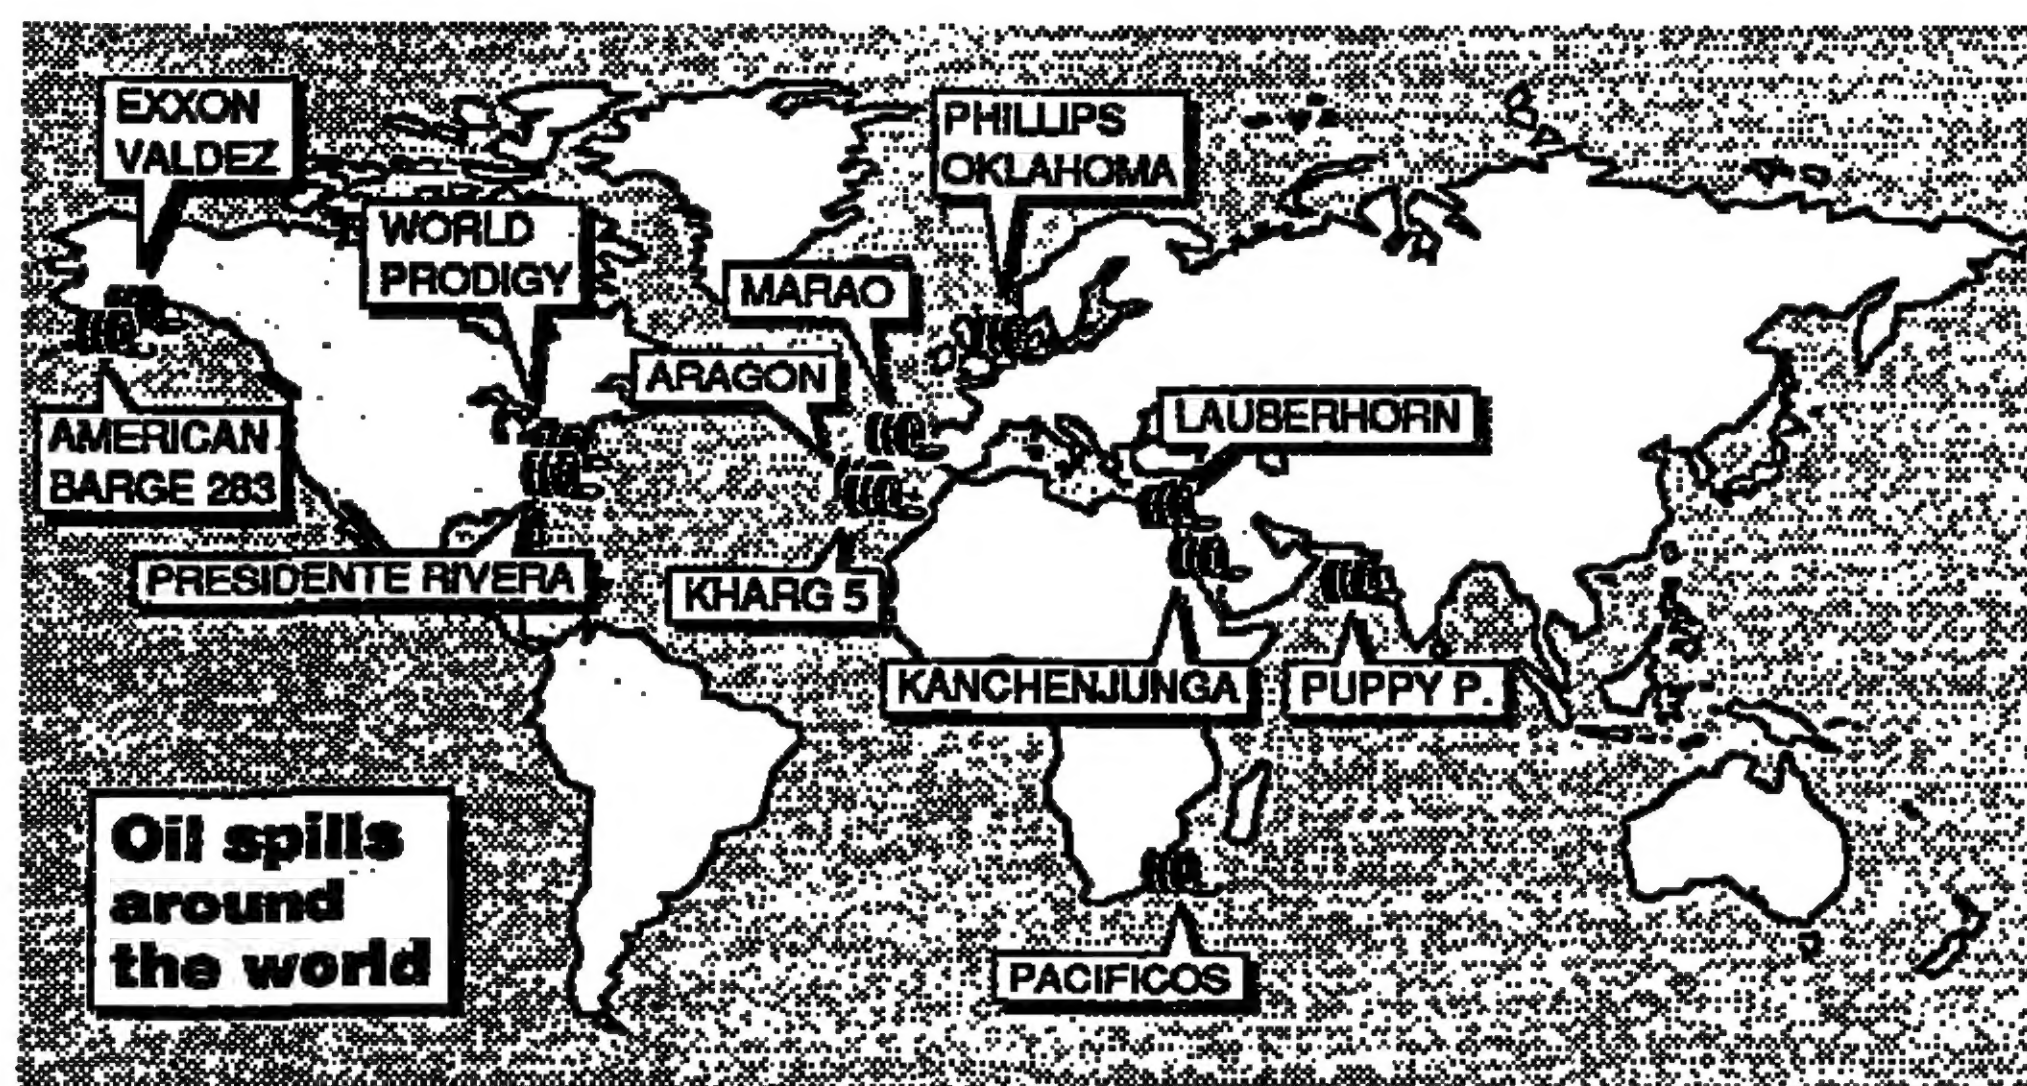 EXXON
VALDEZ
PHILLIPS
OKLAHOMA
WORLD
PRODIGY
MARAO
ARAGON
LAUBERHORN
AMERICAN
BARGE 283
PRESIDENTE RIVERA
KHARG 5
KANCHENJUNGA
PUPPY P.
Oil spills
around
the world
PACIFICOS